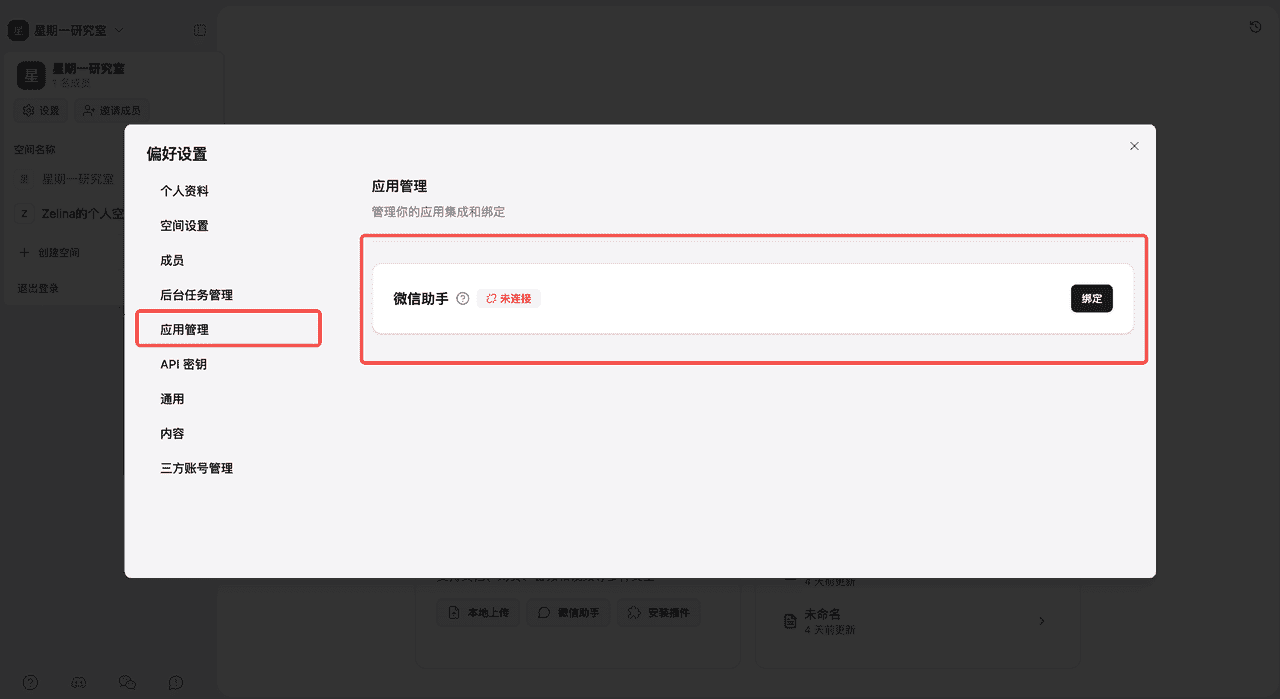 星 星期一研究室
星 星期一研究室
1 名成员
设置 邀请成员
空间名称
星期一研究室
Z Zelina的个人空
创建空间
退出登录
偏好设置
个人资料
空间设置
成员
后台任务管理
应用管理
API 密钥
通用
内容
三方账号管理
应用管理
管理你的应用集成和绑定
微信助手 未连接
绑定
本地上传 微信助手 安装插件
4 天前更新
未命名
4 天前更新